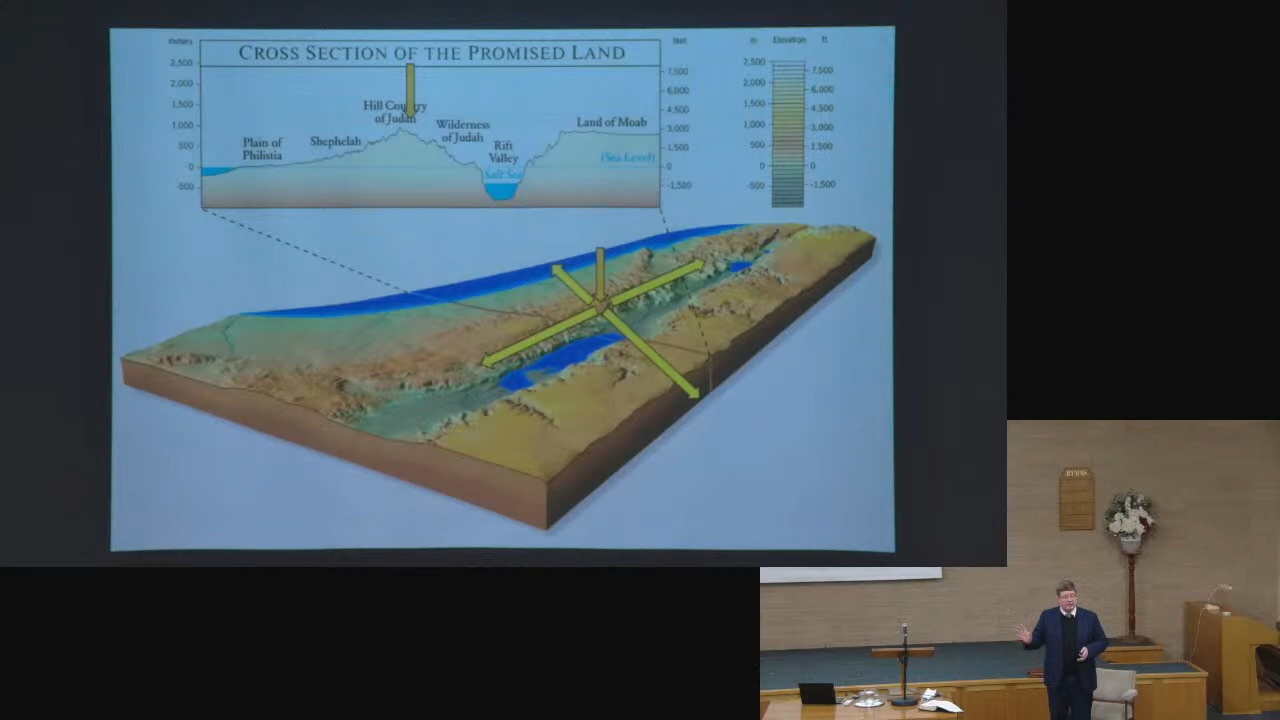 meters
CROSS SECTION OF THE PROMISED LAND
feet
2,500
2,000
1,500
1,000
500
0
-500
7,500
6,000
4,500
3,000
1,500
0
-1,500
Hill Country
of Judah
Plain of
Philistia
Shephelah
Wilderness
of Judah
Rift
Valley
Salt Sea
Land of Moab
(Sea Level)
m Elevation ft
2,500
2,000
1,500
1,000
500
0
-500
7,500
6,000
4,500
3,000
1,500
0
-1,500
HYMNS